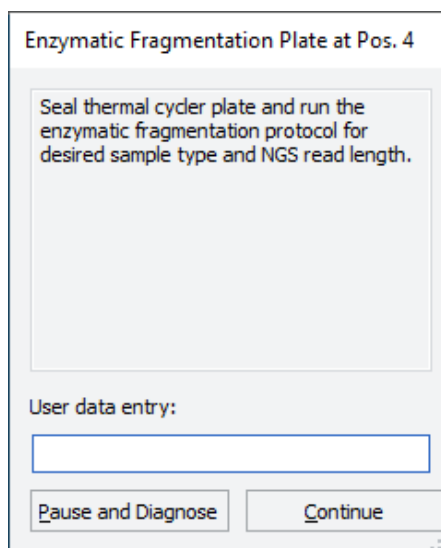 Enzymatic Fragmentation Plate at Pos. 4
Seal thermal cycler plate and run the
enzymatic fragmentation protocol for
desired sample type and NGS read length.
User data entry:
Pause and Diagnose
Continue